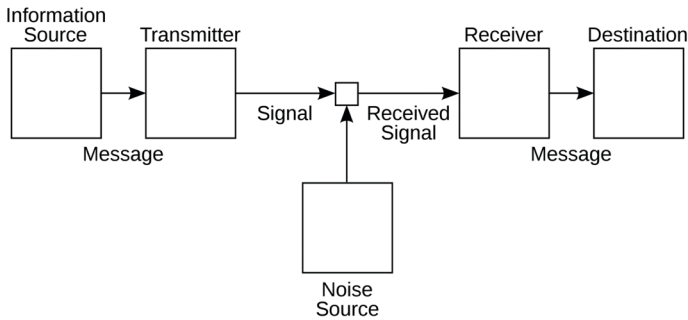 Information
Source
Transmitter
Receiver
Destination
Signal
Received
Signal
Message
Message
Noise
Source